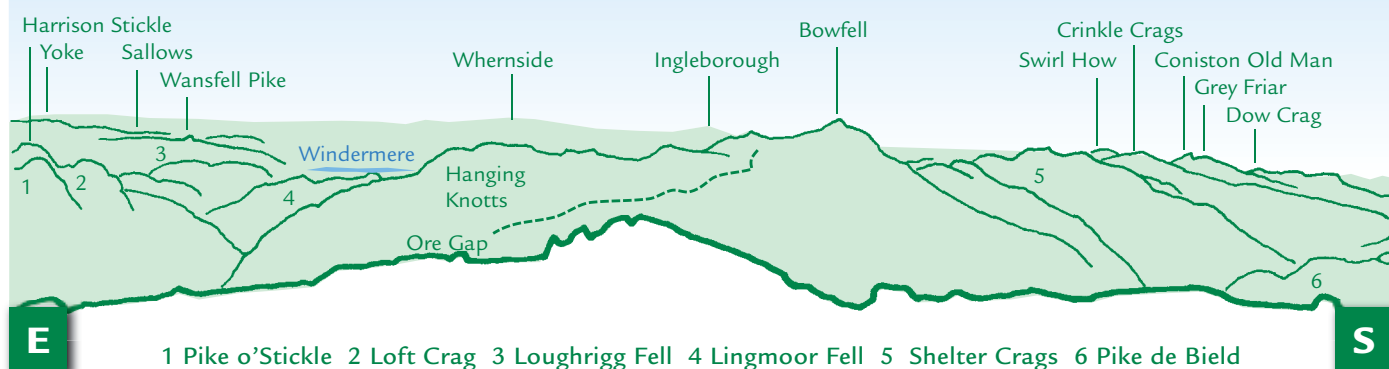 Harrison Stickle
Yoke
Sallows
Wansfell Pike
Whernside
Ingleborough
Bowfell
Crinkle Crags
Swirl How
Coniston Old Man
Grey Friar
Dow Crag
Windermere
3
1
2
4
Hanging
Knotts
Ore Gap
5
6
E
S
1 Pike o’Stickle 2 Loft Crag 3 Loughrigg Fell 4 Lingmoor Fell 5 Shelter Crags 6 Pike de Bield